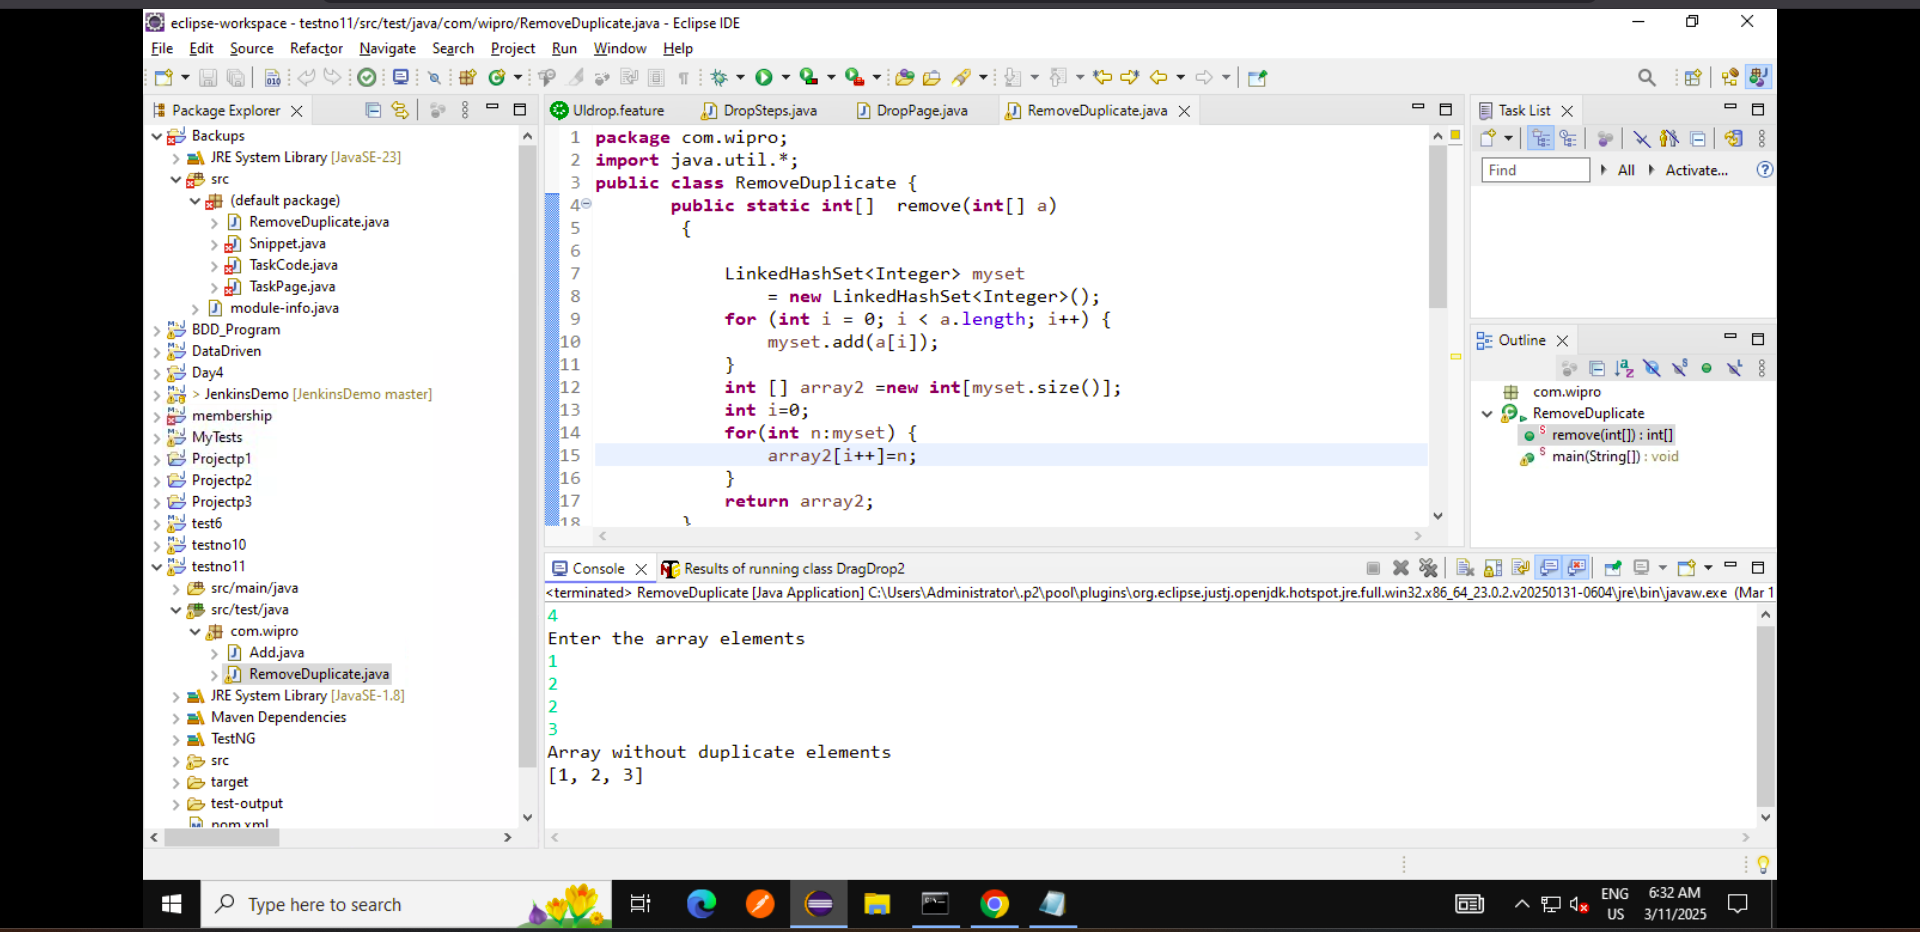 eclipse-workspace - testno11/src/test/java/com/wipro/RemoveDuplicate.java - Eclipse IDE
File Edit Source Refactor Navigate Search Project Run Window Help
Package Explorer
Backups
JRE System Library [JavaSE-23]
src
(default package)
RemoveDuplicate.java
Snippet.java
TaskCode.java
TaskPage.java
module-info.java
BDD_Program
DataDriven
Day4
> JenkinsDemo [JenkinsDemo master]
membership
MyTests
Projectp1
Projectp2
Projectp3
test6
testno10
testno11
src/main/java
src/test/java
com.wipro
Add.java
RemoveDuplicate.java
JRE System Library [JavaSE-1.8]
Maven Dependencies
TestNG
src
target
test-output
pom.xml
UIdrop.feature DropSteps.java DropPage.java RemoveDuplicate.java
1 package com.wipro;
2 import java.util.*;
3 public class RemoveDuplicate {
4 public static int[] remove(int[] a)
5 {
6
7 LinkedHashSet<Integer> myset
8 = new LinkedHashSet<Integer>();
9 for (int i = 0; i < a.length; i++) {
10 myset.add(a[i]);
11 }
12 int [] array2 =new int[myset.size()];
13 int i=0;
14 for(int n:myset) {
15 array2[i++]=n;
16 }
17 return array2;
18 }
Task List
Find All Activate...
Outline
com.wipro
RemoveDuplicate
remove(int[]) : int[]
main(String[]) : void
Console Results of running class DragDrop2
<terminated> RemoveDuplicate [Java Application] C:\Users\Administrator\.p2\pool\plugins\org.eclipse.justj.openjdk.hotspot.jre.full.win32.x86_64_23.0.2.v20250131-0604\jre\bin\javaw.exe (Mar 1
4
Enter the array elements
1
2
2
3
Array without duplicate elements
[1, 2, 3]
Type here to search
ENG
US
6:32 AM
3/11/2025